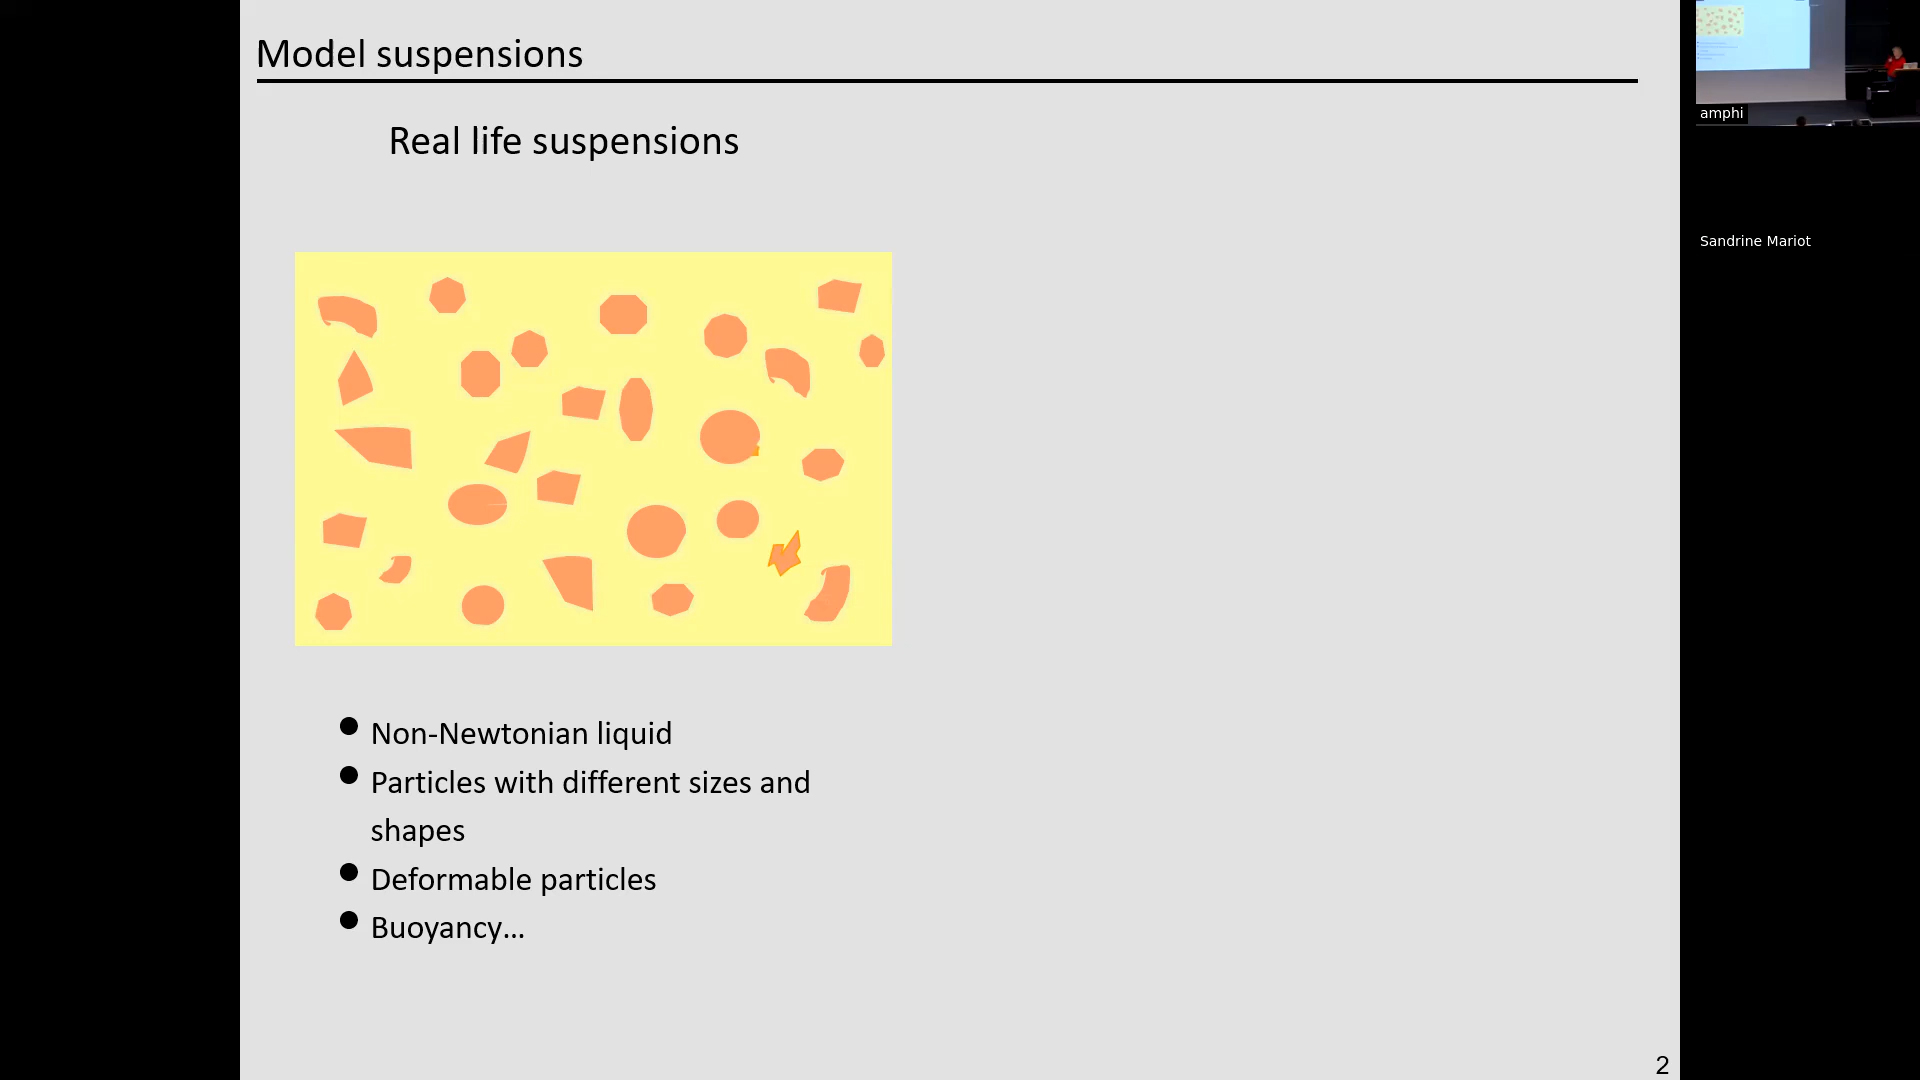 Model suspensions
Real life suspensions
Non-Newtonian liquid
Particles with different sizes and
shapes
Deformable particles
Buoyancy...
2
amphi
Sandrine Mariot